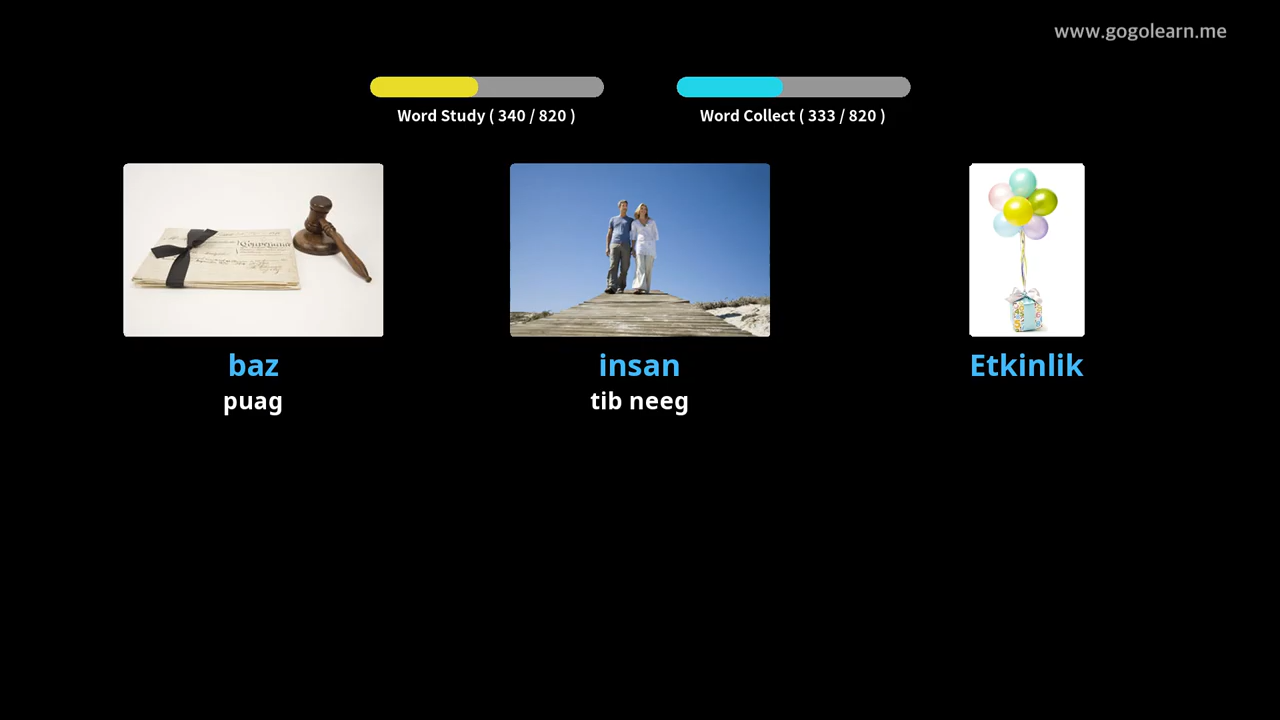 www.gogolearn.me
Word Study ( 340 / 820 )
Word Collect ( 333 / 820 )
baz
puag
insan
tib neeg
Etkinlik